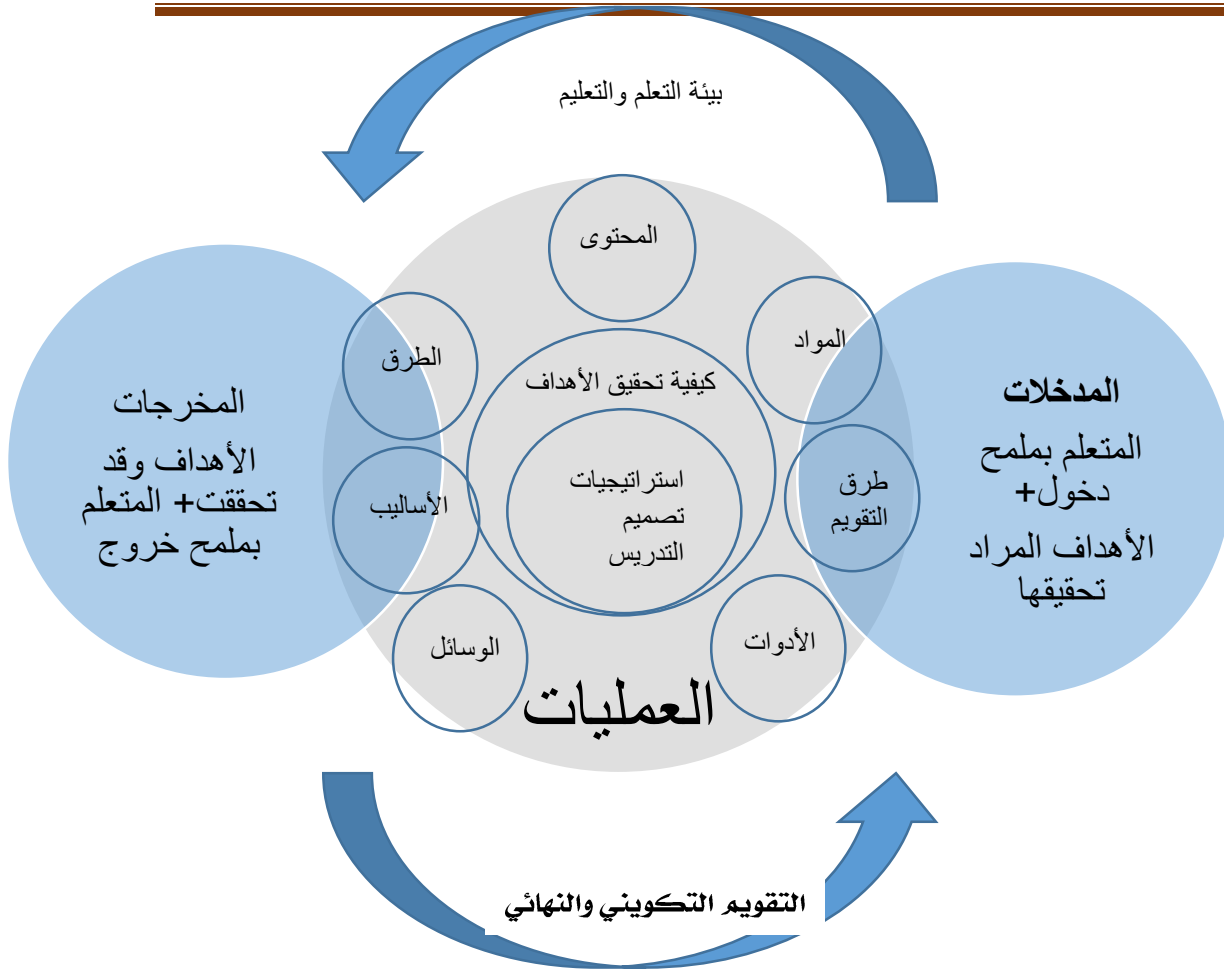 بيئة التعلم والتعليم
المحتوى
المواد
الطرق
كيفية تحقيق الأهداف
المدخلات
المتعلم بملمح
دخول+
الأهداف المراد
تحقيقها
المخرجات
الأهداف وقد
تحققت+ المتعلم
بملمح خروج
طرق
التقويم
استراتيجيات
تصميم
التدريس
الأساليب
الأدوات
الوسائل
العمليات
التقويم التكويني والنهائي